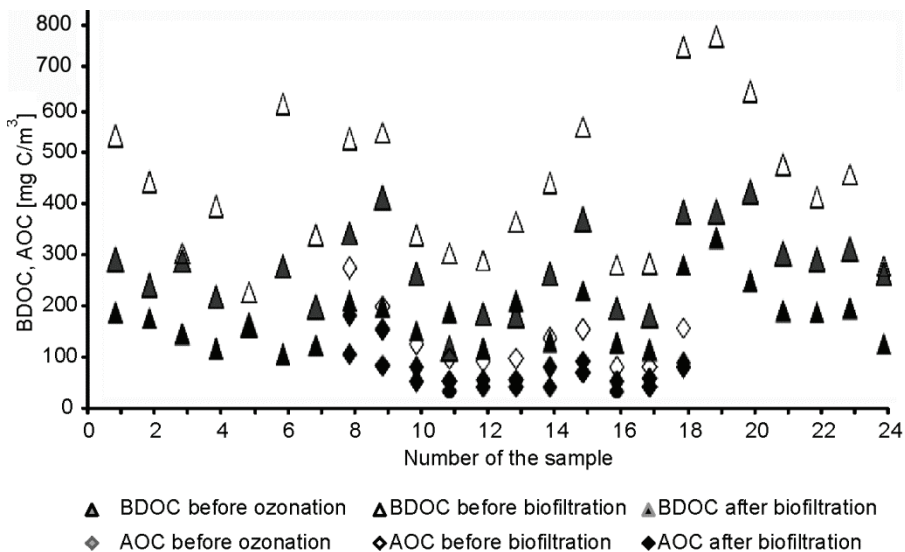 800
700
600
500
400
300
200
100
0
BDOC, AOC [mg C/m³]
0 2 4 6 8 10 12 14 16 18 20 22 24
Number of the sample
BDOC before ozonation BDOC before biofiltration BDOC after biofiltration
AOC before ozonation AOC before biofiltration AOC after biofiltration